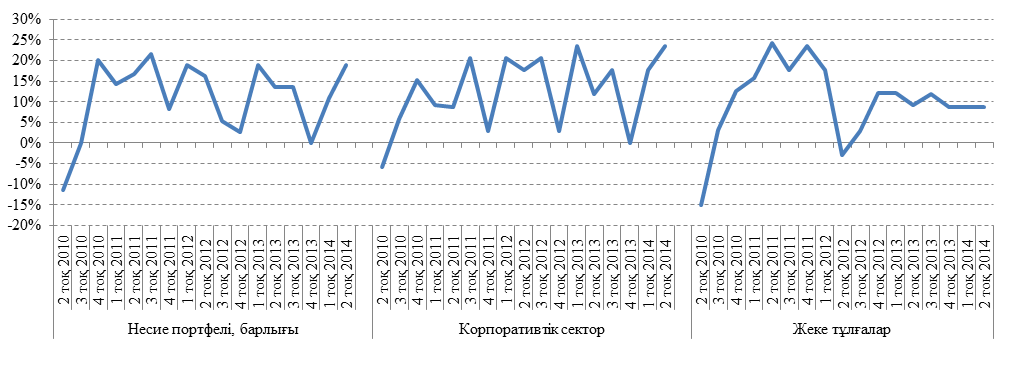 30%
25%
20%
15%
10%
5%
0%
-5%
-10%
-15%
-20%
2 тоқ 2010
3 тоқ 2010
4 тоқ 2010
1 тоқ 2011
2 тоқ 2011
3 тоқ 2011
4 тоқ 2011
1 тоқ 2012
2 тоқ 2012
3 тоқ 2012
4 тоқ 2012
1 тоқ 2013
2 тоқ 2013
3 тоқ 2013
4 тоқ 2013
1 тоқ 2014
2 тоқ 2014
2 тоқ 2010
3 тоқ 2010
4 тоқ 2010
1 тоқ 2011
2 тоқ 2011
3 тоқ 2011
4 тоқ 2011
1 тоқ 2012
2 тоқ 2012
3 тоқ 2012
4 тоқ 2012
1 тоқ 2013
2 тоқ 2013
3 тоқ 2013
4 тоқ 2013
1 тоқ 2014
2 тоқ 2014
2 тоқ 2010
3 тоқ 2010
4 тоқ 2010
1 тоқ 2011
2 тоқ 2011
3 тоқ 2011
4 тоқ 2011
1 тоқ 2012
2 тоқ 2012
3 тоқ 2012
4 тоқ 2012
1 тоқ 2013
2 тоқ 2013
3 тоқ 2013
4 тоқ 2013
1 тоқ 2014
2 тоқ 2014
Несие портфелі, барлығы
Корпоративтік сектор
Жеке тұлғалар